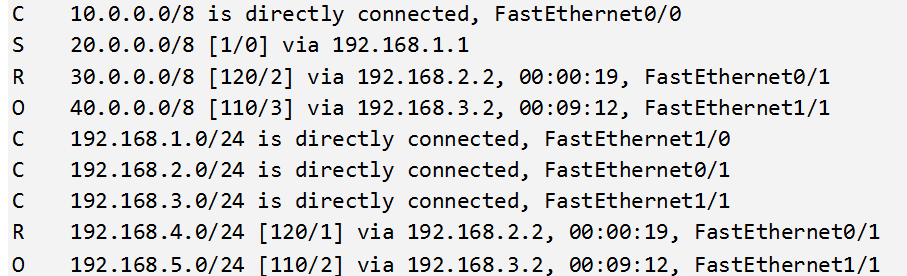 C 10.0.0.0/8 is directly connected, FastEthernet0/0
S 20.0.0.0/8 [1/0] via 192.168.1.1
R 30.0.0.0/8 [120/2] via 192.168.2.2, 00:00:19, FastEthernet0/1
O 40.0.0.0/8 [110/3] via 192.168.3.2, 00:09:12, FastEthernet1/1
C 192.168.1.0/24 is directly connected, FastEthernet1/0
C 192.168.2.0/24 is directly connected, FastEthernet0/1
C 192.168.3.0/24 is directly connected, FastEthernet1/1
R 192.168.4.0/24 [120/1] via 192.168.2.2, 00:00:19, FastEthernet0/1
O 192.168.5.0/24 [110/2] via 192.168.3.2, 00:09:12, FastEthernet1/1